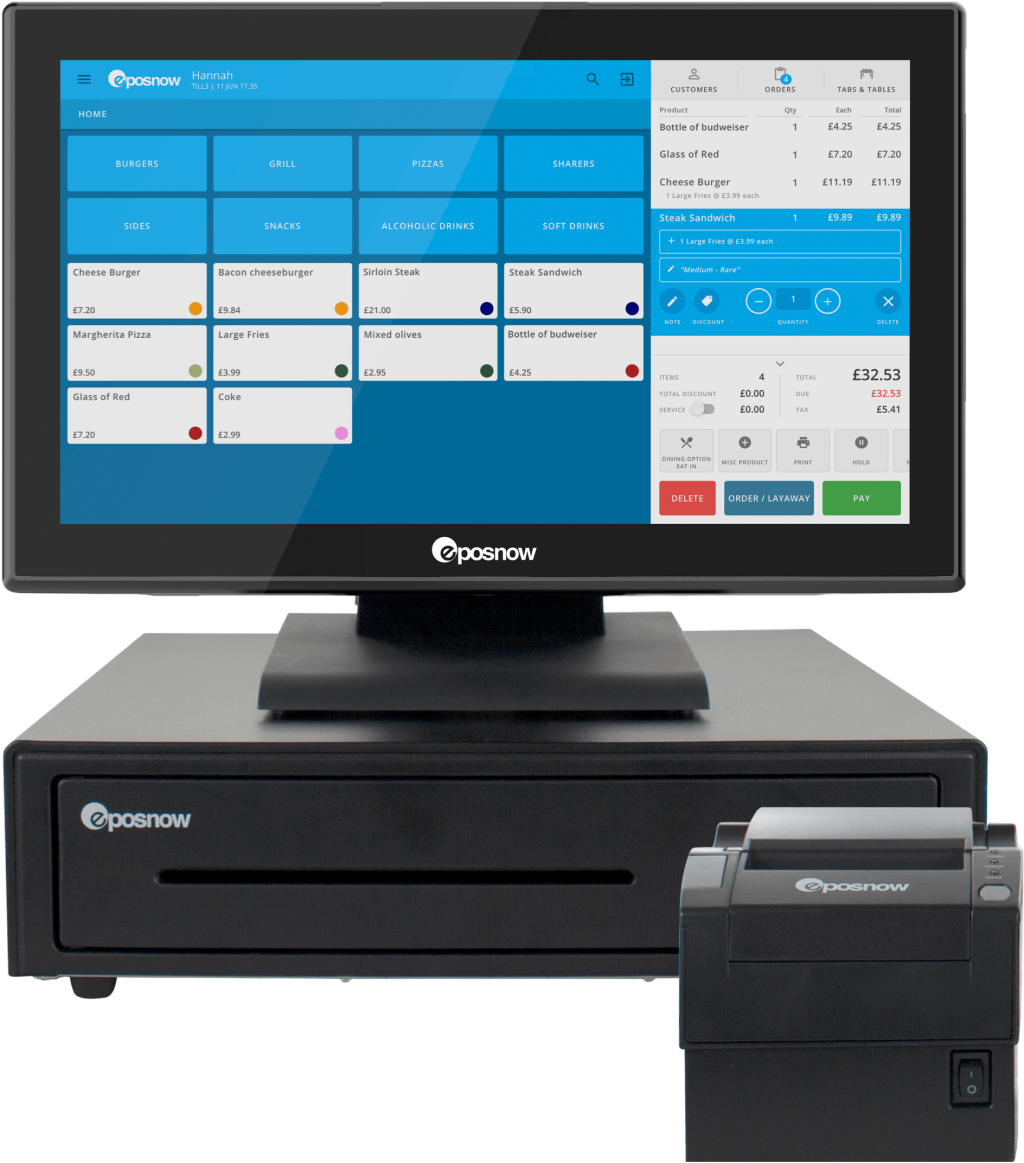 eposnow
Hannah
TILL3 | 11 JUN 17:35
HOME
BURGERS GRILL PIZZAS SHARERS
SIDES SNACKS ALCOHOLIC DRINKS SOFT DRINKS
Cheese Burger Bacon cheeseburger Sirloin Steak Steak Sandwich
£7.20 £9.84 £21.00 £5.90
Margherita Pizza Large Fries Mixed olives Bottle of budweiser
£9.50 £3.99 £2.95 £4.25
Glass of Red Coke
£7.20 £2.99
4
CUSTOMERS ORDERS TABS & TABLES
Product Qty Each Total
Bottle of budweiser 1 £4.25 £4.25
Glass of Red 1 £7.20 £7.20
Cheese Burger 1 £11.19 £11.19
1 Large Fries @ £3.99 each
Steak Sandwich 1 £9.89 £9.89
+ 1 Large Fries @ £3.99 each
"Medium - Rare"
1
NOTE DISCOUNT QUANTITY DELETE
ITEMS 4 TOTAL £32.53
TOTAL DISCOUNT £0.00 DUE £32.53
SERVICE £0.00 TAX £5.41
DINING OPTION
EAT IN
MISC PRODUCT PRINT HOLD
DELETE ORDER / LAYAWAY PAY
eposnow
eposnow
eposnow